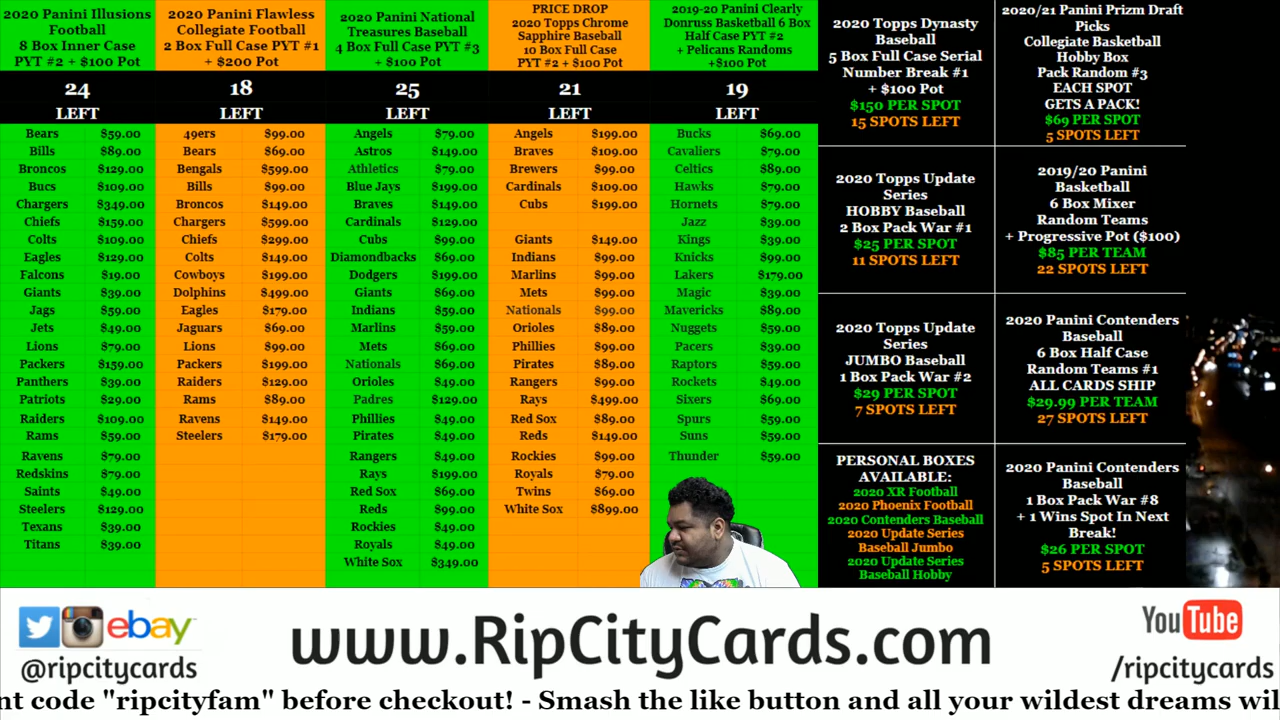 2020 Panini Illusions
Football
8 Box Inner Case
PYT #2 + $100 Pot
24
LEFT
Bears $59.00
Bills $89.00
Broncos $129.00
Bucs $109.00
Chargers $349.00
Chiefs $159.00
Colts $109.00
Eagles $129.00
Falcons $19.00
Giants $39.00
Jags $59.00
Jets $49.00
Lions $79.00
Packers $159.00
Panthers $39.00
Patriots $29.00
Raiders $109.00
Rams $59.00
Ravens $79.00
Redskins $79.00
Saints $49.00
Steelers $129.00
Texans $39.00
Titans $39.00
2020 Panini Flawless
Collegiate Football
2 Box Full Case PYT #1
+ $200 Pot
18
LEFT
49ers $99.00
Bears $69.00
Bengals $599.00
Bills $99.00
Broncos $149.00
Chargers $599.00
Chiefs $299.00
Colts $149.00
Cowboys $199.00
Dolphins $499.00
Eagles $179.00
Jaguars $69.00
Lions $99.00
Packers $199.00
Raiders $129.00
Rams $89.00
Ravens $149.00
Steelers $179.00
2020 Panini National
Treasures Baseball
4 Box Full Case PYT #3
+ $100 Pot
25
LEFT
Angels $79.00
Astros $149.00
Athletics $79.00
Blue Jays $199.00
Braves $149.00
Cardinals $129.00
Cubs $99.00
Diamondbacks $69.00
Dodgers $199.00
Giants $69.00
Indians $59.00
Marlins $59.00
Mets $69.00
Nationals $69.00
Orioles $49.00
Padres $129.00
Phillies $49.00
Pirates $49.00
Rangers $49.00
Rays $199.00
Red Sox $69.00
Reds $99.00
Rockies $49.00
Royals $49.00
White Sox $349.00
PRICE DROP
2020 Topps Chrome
Sapphire Baseball
10 Box Full Case
PYT #2 + $100 Pot
21
LEFT
Angels $199.00
Braves $109.00
Brewers $99.00
Cardinals $109.00
Cubs $199.00
Giants $149.00
Indians $99.00
Marlins $99.00
Mets $99.00
Nationals $99.00
Orioles $89.00
Phillies $99.00
Pirates $89.00
Rangers $99.00
Rays $499.00
Red Sox $89.00
Reds $149.00
Rockies $99.00
Royals $79.00
Twins $69.00
White Sox $899.00
2019-20 Panini Clearly
Donruss Basketball 6 Box
Half Case PYT #2
+ Pelicans Randoms
+$100 Pot
19
LEFT
Bucks $69.00
Cavaliers $79.00
Celtics $89.00
Hawks $79.00
Hornets $79.00
Jazz $39.00
Kings $39.00
Knicks $99.00
Lakers $179.00
Magic $39.00
Mavericks $89.00
Nuggets $59.00
Pacers $39.00
Raptors $59.00
Rockets $49.00
Sixers $69.00
Spurs $59.00
Suns $59.00
Thunder $59.00
2020 Topps Dynasty
Baseball
5 Box Full Case Serial
Number Break #1
+ $100 Pot
$150 PER SPOT
15 SPOTS LEFT
2020 Topps Update
Series
HOBBY Baseball
2 Box Pack War #1
$25 PER SPOT
11 SPOTS LEFT
2020 Topps Update
Series
JUMBO Baseball
1 Box Pack War #2
$29 PER SPOT
7 SPOTS LEFT
PERSONAL BOXES
AVAILABLE:
2020 XR Football
2020 Phoenix Football
2020 Contenders Baseball
2020 Update Series
Baseball Jumbo
2020 Update Series
Baseball Hobby
2020/21 Panini Prizm Draft
Picks
Collegiate Basketball
Hobby Box
Pack Random #3
EACH SPOT
GETS A PACK!
$69 PER SPOT
5 SPOTS LEFT
2019/20 Panini
Basketball
6 Box Mixer
Random Teams
+ Progressive Pot ($100)
$85 PER TEAM
22 SPOTS LEFT
2020 Panini Contenders
Baseball
6 Box Half Case
Random Teams #1
ALL CARDS SHIP
$29.99 PER TEAM
27 SPOTS LEFT
2020 Panini Contenders
Baseball
1 Box Pack War #8
+ 1 Wins Spot In Next
Break!
$26 PER SPOT
5 SPOTS LEFT
ebay
@ripcitycards
www.RipCityCards.com
YouTube
/ripcitycards
nt code "ripcityfam" before checkout! - Smash the like button and all your wildest dreams wil